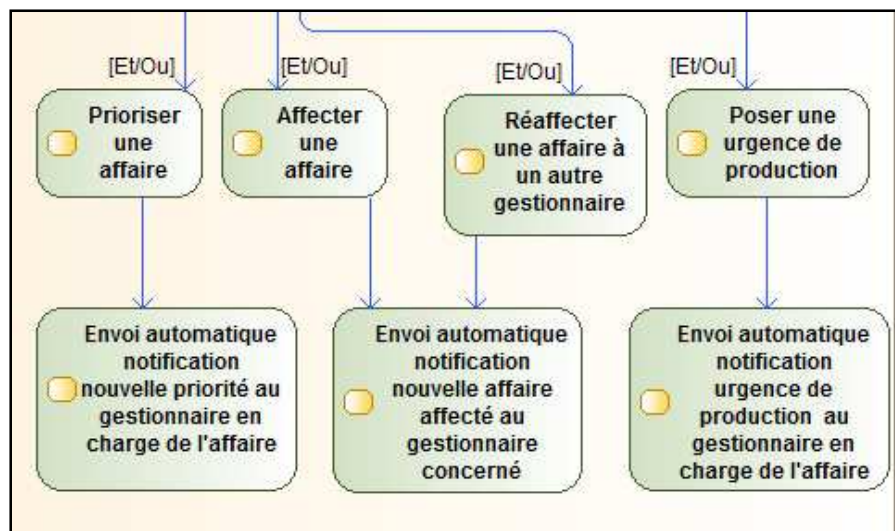 [Et/Ou]
[Et/Ou]
[Et/Ou]
[Et/Ou]
Prioriser
une
affaire
Affecter
une
affaire
Réaffecter
une affaire à
un autre
gestionnaire
Poser une
urgence de
production
Envoi automatique
notification
nouvelle priorité au
gestionnaire en
charge de l'affaire
Envoi automatique
notification
nouvelle affaire
affecté au
gestionnaire
concerné
Envoi automatique
notification
urgence de
production au
gestionnaire en
charge de l'affaire